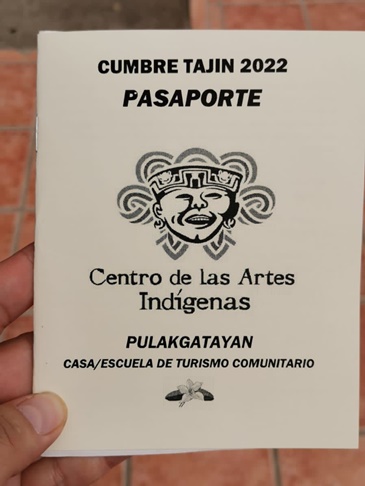 CUMBRE TAJIN 2022
PASAPORTE
Centro de las Artes
Indígenas
PULAKGATAYAN
CASA/ESCUELA DE TURISMO COMUNITARIO